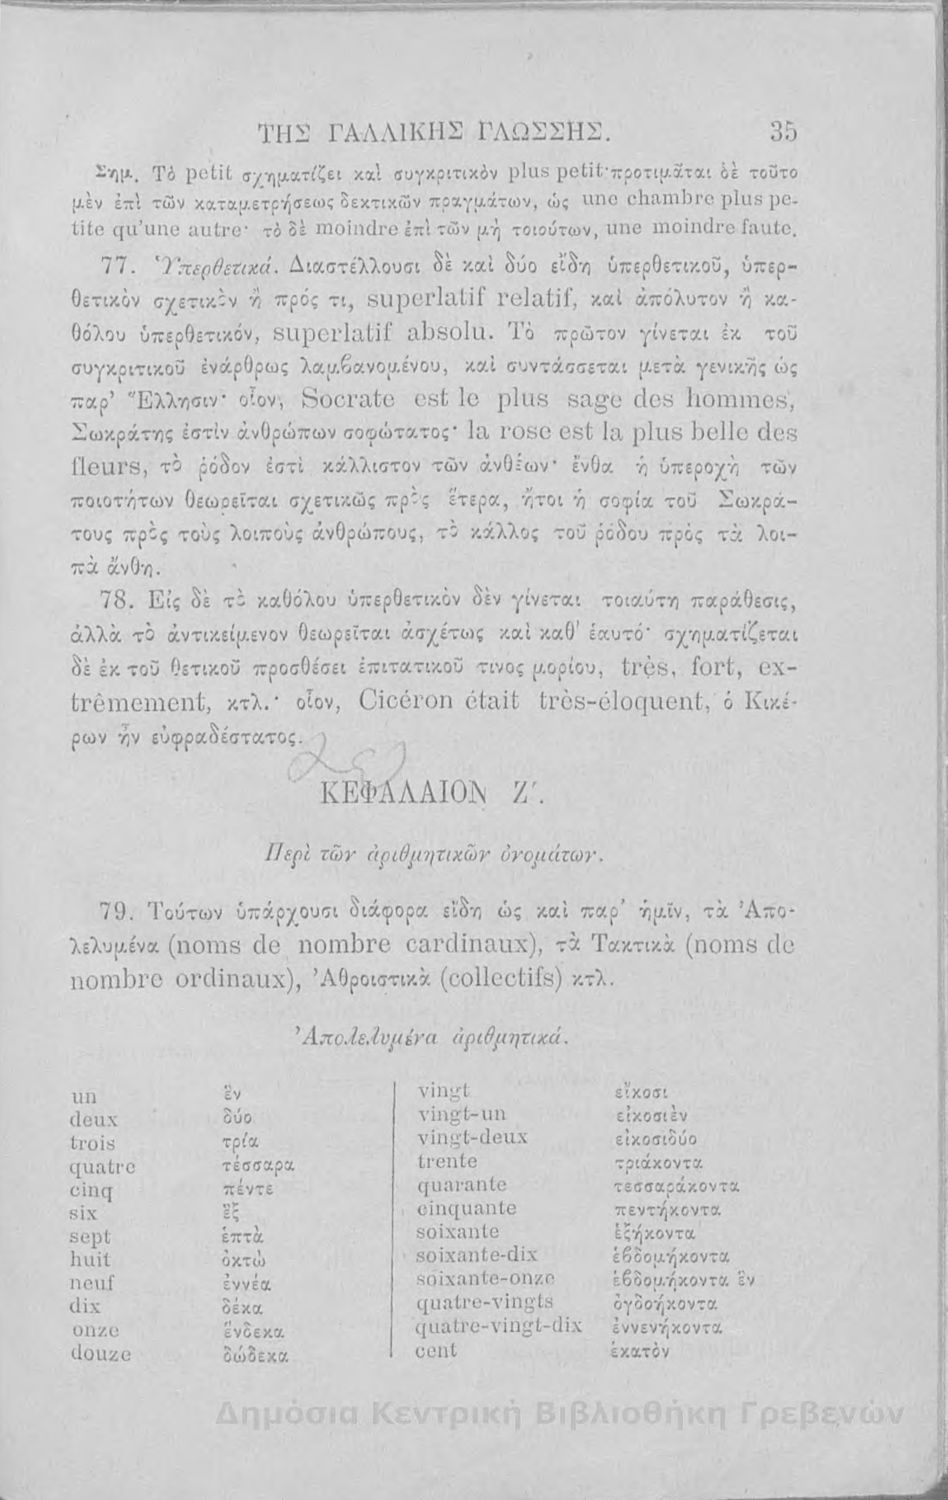 ΤΗΣ ΓΑΛΛΙΚΗΣ ΓΛΩΣΣΗΣ. 35
Σημ. Τὸ petit σχηματίζει καὶ συγκριτικὸν plus petit· προτιμᾶται δὲ τοῦτο
μὲν ἐπὶ τῶν καταμετρήσεως δεκτικῶν πραγμάτων, ὡς une chambre plus pe-
tite qu'une autre· τὸ δὲ moindre ἐπὶ τῶν μὴ τοιούτων, une moindre faute.
77. Ὑπερθετικά. Διαστέλλουσι δὲ καὶ δύο εἴδη ὑπερθετικοῦ, ὑπερ-
θετικὸν σχετικὸν ἢ πρός τι, superlatif relatif, καὶ ἀπόλυτον ἢ κα-
θόλου ὑπερθετικόν, superlatif absolu. Τὸ πρῶτον γίνεται ἐκ τοῦ
συγκριτικοῦ ἐνάρθρως λαμβανομένου, καὶ συντάσσεται μετὰ γενικῆς ὡς
παρ' Ἕλλησιν· οἷον, Socrate est le plus sage des hommes,
Σωκράτης ἐστὶν ἀνθρώπων σοφώτατος· la rose est la plus belle des
fleurs, τὸ ῥόδον ἐστὶ κάλλιστον τῶν ἀνθέων· ἔνθα ἡ ὑπεροχὴ τῶν
ποιοτήτων θεωρεῖται σχετικῶς πρὸς ἕτερα, ἤτοι ἡ σοφία τοῦ Σωκρά-
τους πρὸς τοὺς λοιποὺς ἀνθρώπους, τὸ κάλλος τοῦ ῥόδου πρὸς τὰ λοι-
πὰ ἄνθη.
78. Εἰς δὲ τὸ καθόλου ὑπερθετικὸν δὲν γίνεται τοιαύτη παράθεσις,
ἀλλὰ τὸ ἀντικείμενον θεωρεῖται ἀσχέτως καὶ καθ' ἑαυτό· σχηματίζεται
δὲ ἐκ τοῦ θετικοῦ προσθέσει ἐπιτατικοῦ τινος μορίου, très, fort, ex-
trêmement, κτλ.· οἷον, Cicéron était très-éloquent, ὁ Κικέ-
ρων ἦν εὐφραδέστατος.
ΚΕΦΑΛΑΙΟΝ Ζ'.
Περὶ τῶν ἀριθμητικῶν ὀνομάτων.
79. Τούτων ὑπάρχουσι διάφορα εἴδη ὡς καὶ παρ' ἡμῖν, τὰ Ἀπο-
λελυμένα (noms de nombre cardinaux), τὰ Τακτικὰ (noms de
nombre ordinaux), Ἀθροιστικὰ (collectifs) κτλ.
Ἀπολελυμένα ἀριθμητικά.
un ἓν
deux δύο
trois τρία
quatre τέσσαρα
cinq πέντε
six ἓξ
sept ἑπτὰ
huit ὀκτὼ
neuf ἐννέα
dix δέκα
onze ἕνδεκα
douze δώδεκα
vingt εἴκοσι
vingt-un εἰκοσιὲν
vingt-deux εἰκοσιδύο
trente τριάκοντα
quarante τεσσαράκοντα
cinquante πεντήκοντα
soixante ἑξήκοντα
soixante-dix ἑβδομήκοντα
soixante-onze ἑβδομήκοντα ἓν
quatre-vingts ὀγδοήκοντα
quatre-vingt-dix ἐννενήκοντα
cent ἑκατὸν
Δημόσια Κεντρική Βιβλιοθήκη Γρεβενών